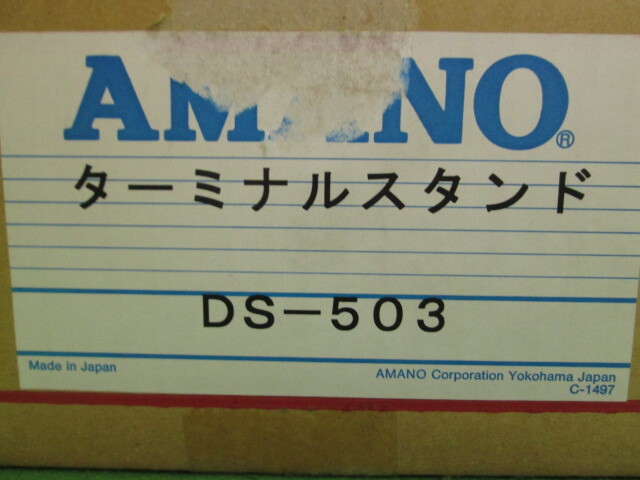 AMANO®
ターミナルスタンド
DS-503
Made in Japan
AMANO Corporation Yokohama Japan
C-1497